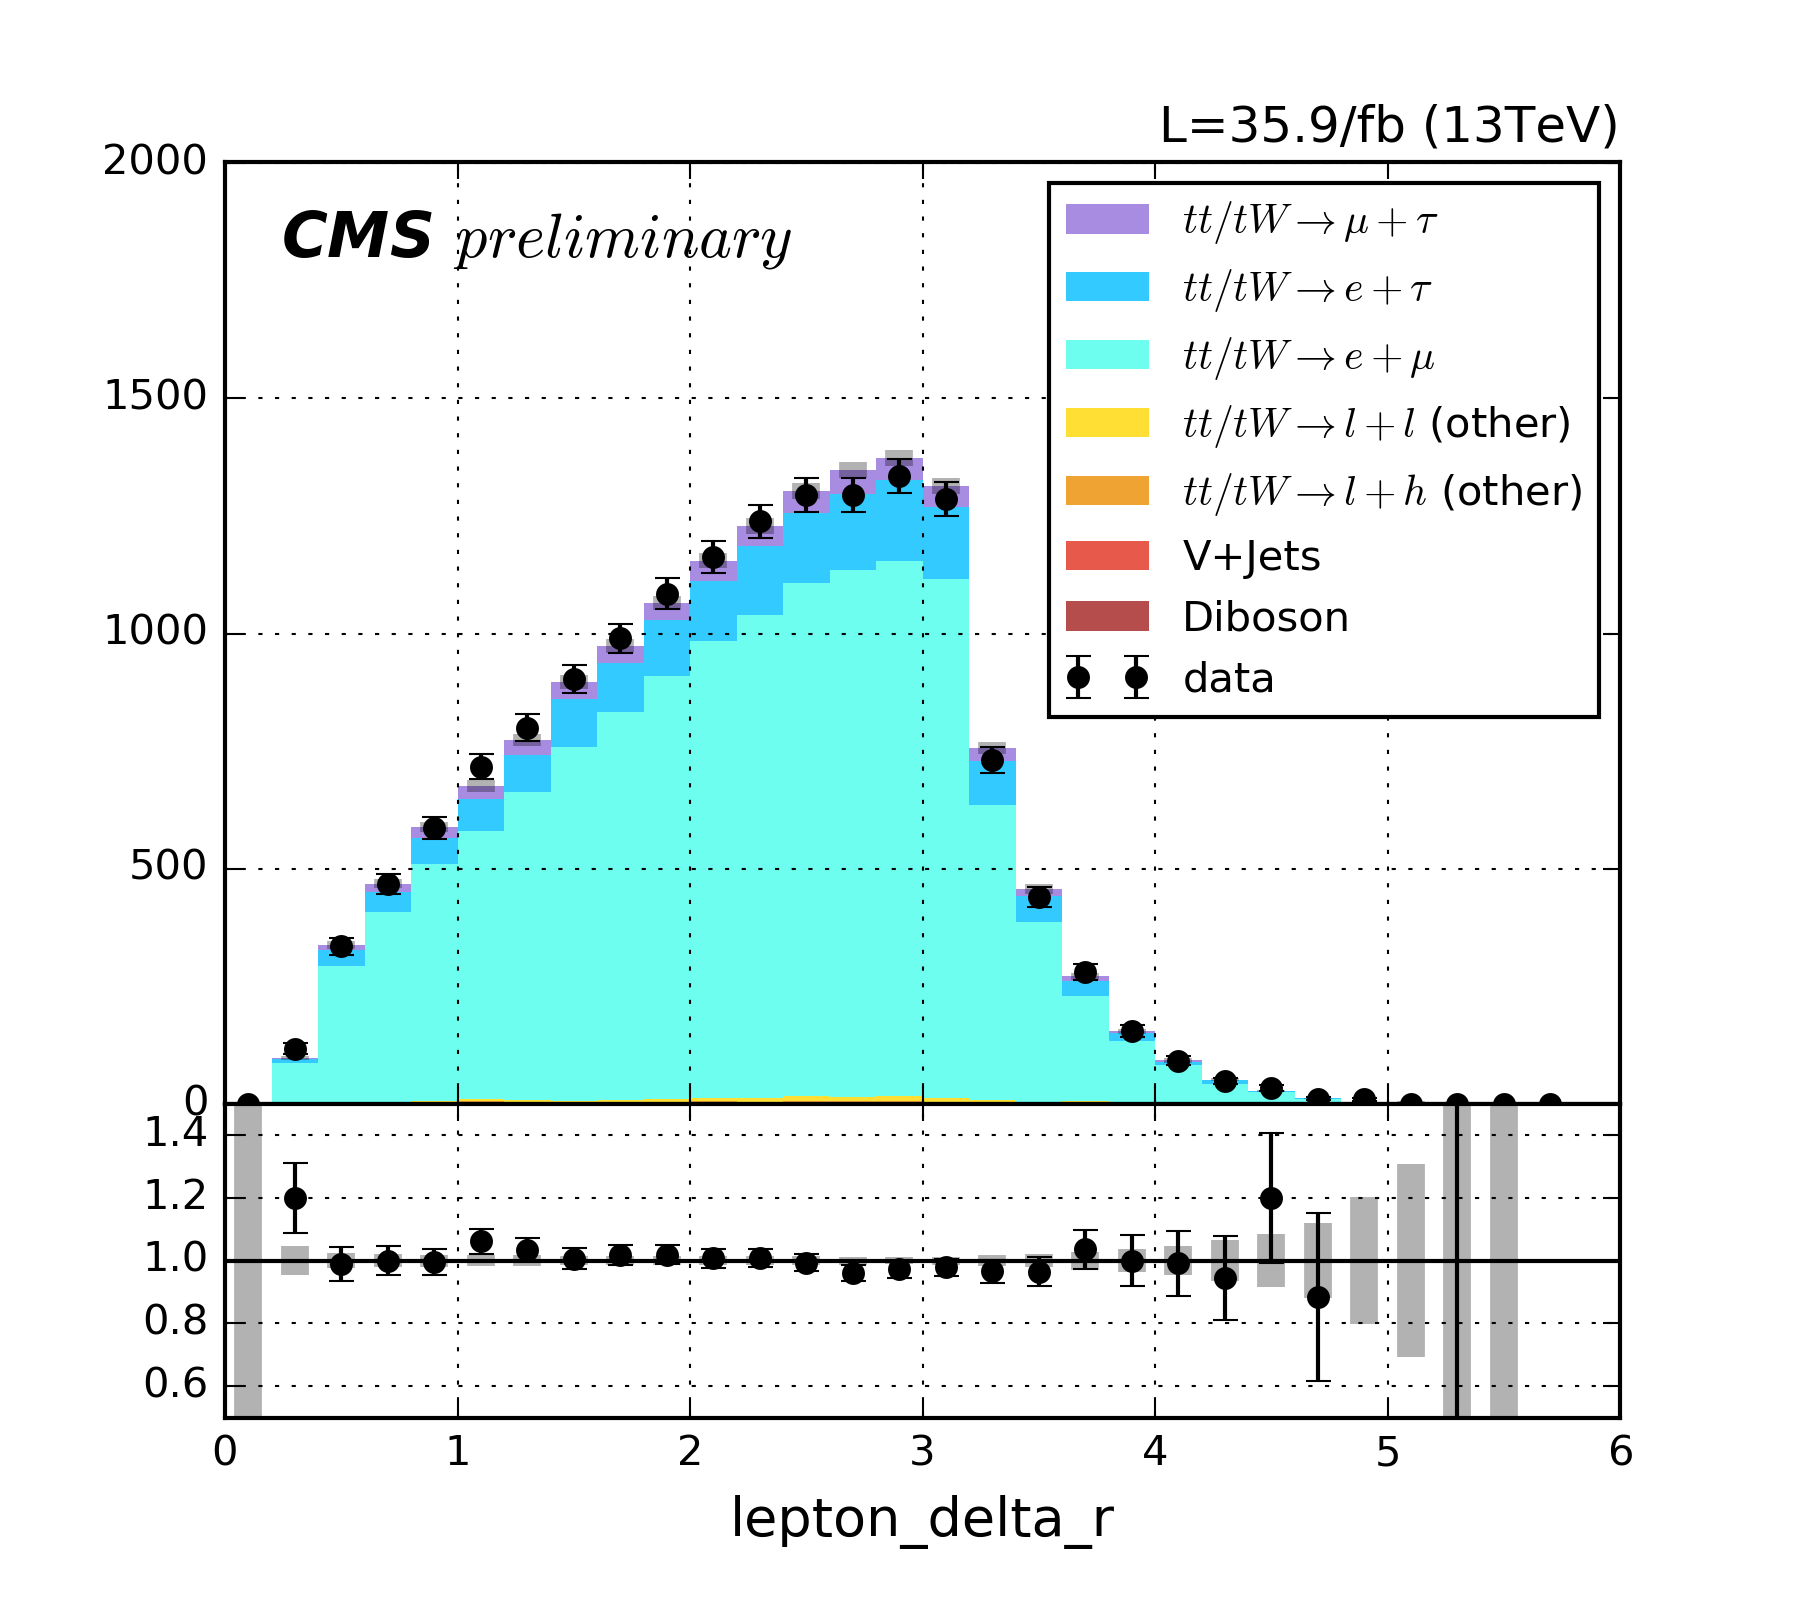 L=35.9/fb (13TeV)
2000
CMS preliminary
tt/tW→μ+τ
tt/tW→e+τ
tt/tW→e+μ
1500
tt/tW→l+l (other)
tt/tW→l+h (other)
V+Jets
Diboson
1000
data
500
0
1.4
1.2
1.0
0.8
0.6
0 1 2 3 4 5 6
lepton_delta_r